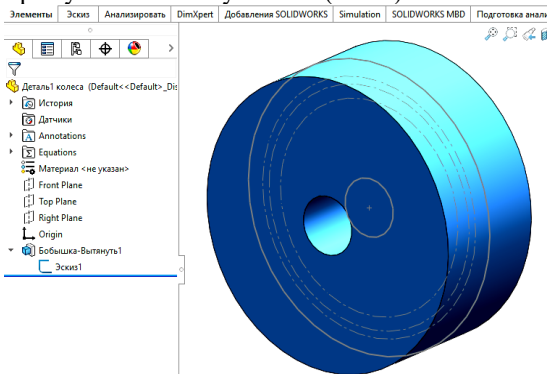 Элементы Эскиз Анализировать DimXpert Добавления SOLIDWORKS Simulation SOLIDWORKS MBD Подготовка анали
Деталь1 колеса (Default<<Default>_Dis
История
Датчики
Annotations
Equations
Материал <не указан>
Front Plane
Top Plane
Right Plane
Origin
Бобышка-Вытянуть1
Эскиз1